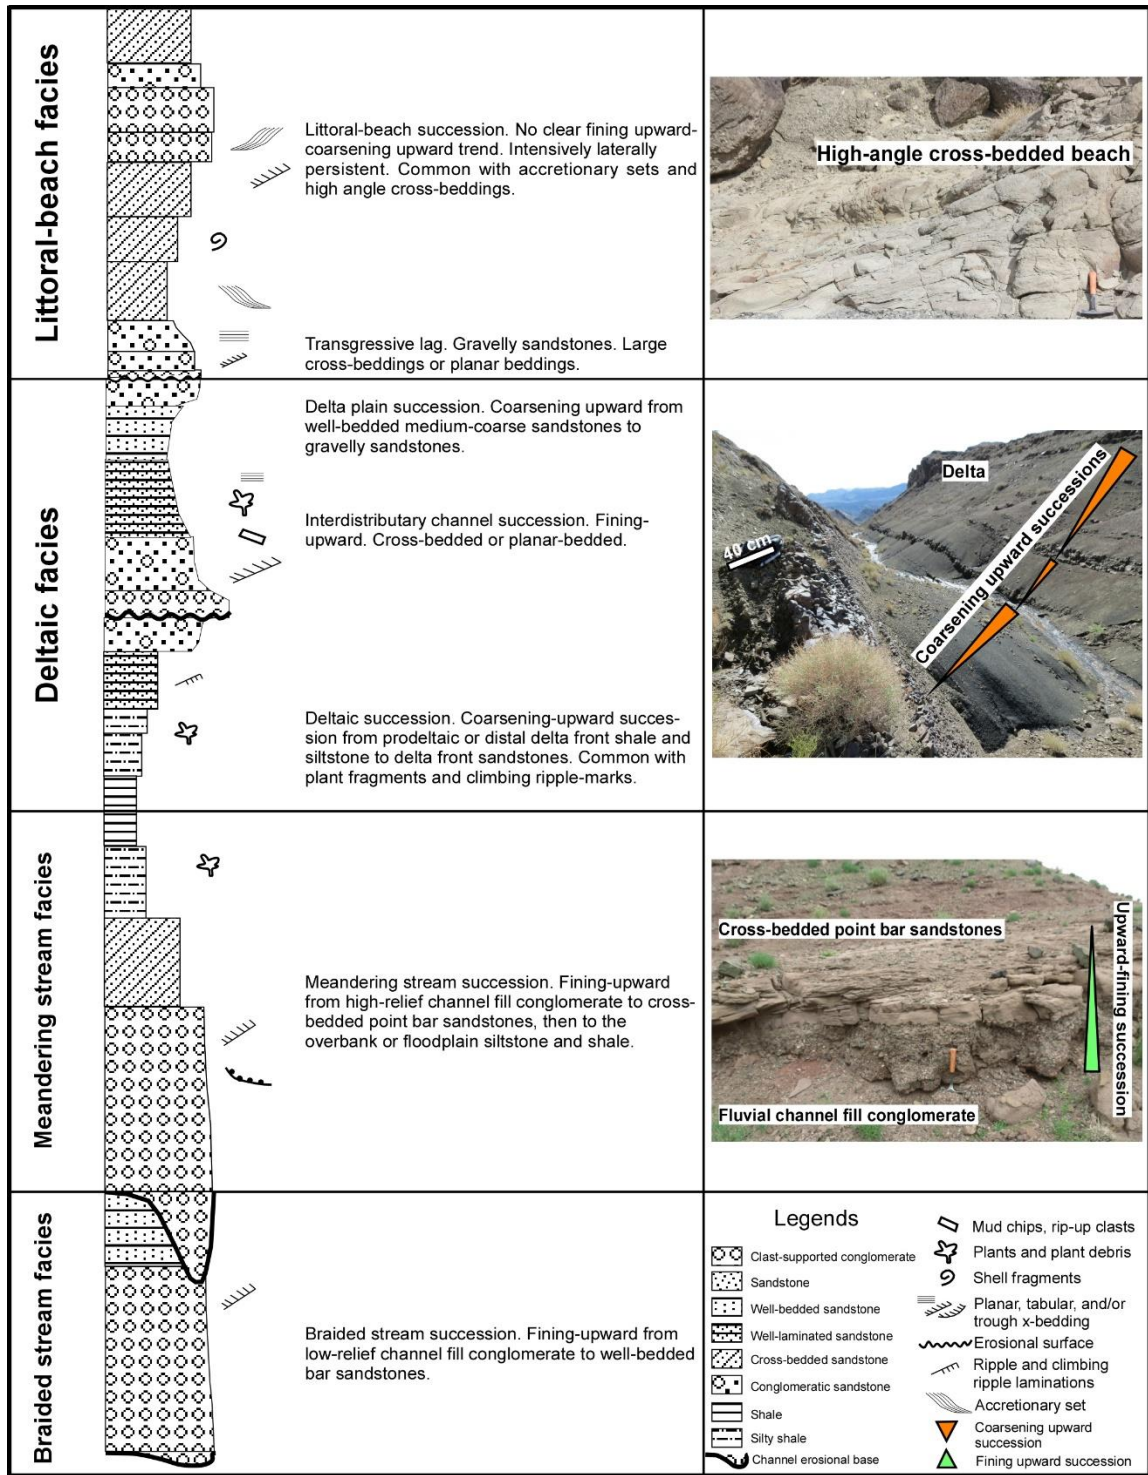 Littoral-beach facies
Littoral-beach succession. No clear fining upward-
coarsening upward trend. Intensively laterally
persistent. Common with accretionary sets and
high angle cross-beddings.
Transgressive lag. Gravelly sandstones. Large
cross-beddings or planar beddings.
High-angle cross-bedded beach
Deltaic facies
Delta plain succession. Coarsening upward from
well-bedded medium-coarse sandstones to
gravelly sandstones.
Interdistributary channel succession. Fining-
upward. Cross-bedded or planar-bedded.
Deltaic succession. Coarsening-upward succes-
sion from prodeltaic or distal delta front shale and
siltstone to delta front sandstones. Common with
plant fragments and climbing ripple-marks.
Delta
40 cm
Coarsening upward successions
Meandering stream facies
Meandering stream succession. Fining-upward
from high-relief channel fill conglomerate to cross-
bedded point bar sandstones, then to the
overbank or floodplain siltstone and shale.
Cross-bedded point bar sandstones
Fluvial channel fill conglomerate
Upward-fining succession
Braided stream facies
Braided stream succession. Fining-upward from
low-relief channel fill conglomerate to well-bedded
bar sandstones.
Legends
Clast-supported conglomerate
Sandstone
Well-bedded sandstone
Well-laminated sandstone
Cross-bedded sandstone
Conglomeratic sandstone
Shale
Silty shale
Channel erosional base
Mud chips, rip-up clasts
Plants and plant debris
Shell fragments
Planar, tabular, and/or
trough x-bedding
Erosional surface
Ripple and climbing
ripple laminations
Accretionary set
Coarsening upward
succession
Fining upward succession